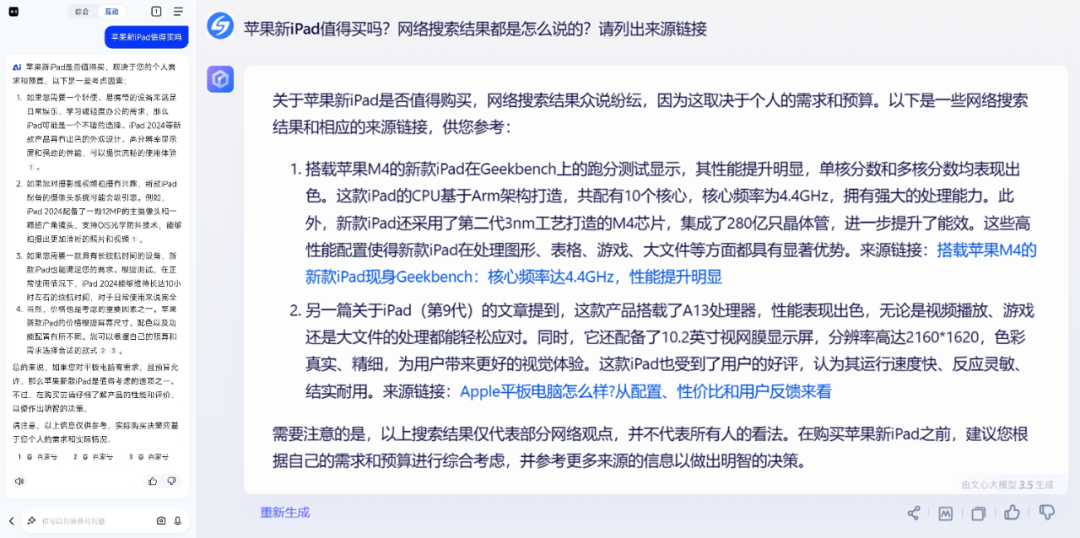 综合 互动 1
苹果新iPad值得买吗
Ai 苹果新iPad是否值得买，取决于您的个人需
求和预算。以下是一些考虑因素：
1. 如果您需要一个轻便、易携带的设备来满足
日常娱乐、学习或轻度办公的需求，那么
iPad可能是一个不错的选择。iPad 2024等新
款产品具有出色的外观设计、高分辨率显示
屏和强劲的性能，可以提供流畅的使用体验
1 。
2. 如果您对摄影或视频拍摄有兴趣，新款iPad
配备的摄像头系统可能会吸引您。例如，
iPad 2024配备了一颗12MP的主摄像头和一
颗超广角镜头，支持OIS光学防抖技术，能够
拍摄出更加清晰的照片和视频 1 。
3. 如果您需要一款具有长续航时间的设备，新
款iPad也能满足您的需求。根据测试，在正
常使用情况下，iPad 2024能够维持长达10小
时左右的续航时间，对于日常使用来说完全
4. 当然，价格也是考虑的重要因素之一。苹果
新款iPad的价格根据屏幕尺寸、配色以及功
能配置有所不同。您可以根据自己的预算和
需求选择合适的款式 2 3 。
总的来说，如果您对平板电脑有需求，且预算允
许，那么苹果新款iPad是值得考虑的选项之一。
不过，在购买前请仔细了解产品的性能和评价，
以便作出明智的决策。
请注意，以上信息仅供参考，实际购买决策应基
于您个人的需求和实际情况。
1 百家号 2 百家号 3 百家号
你可以问我任何问题
苹果新iPad值得买吗？网络搜索结果都是怎么说的？请列出来源链接
关于苹果新iPad是否值得购买，网络搜索结果众说纷纭，因为这取决于个人的需求和预算。以下是一些网络搜索
结果和相应的来源链接，供您参考：
1. 搭载苹果M4的新款iPad在Geekbench上的跑分测试显示，其性能提升明显，单核分数和多核分数均表现出
色。这款iPad的CPU基于Arm架构打造，共配有10个核心，核心频率为4.4GHz，拥有强大的处理能力。此
外，新款iPad还采用了第二代3nm工艺打造的M4芯片，集成了280亿只晶体管，进一步提升了能效。这些高
性能配置使得新款iPad在处理图形、表格、游戏、大文件等方面都具有显著优势。来源链接：搭载苹果M4的
新款iPad现身Geekbench：核心频率达4.4GHz，性能提升明显
2. 另一篇关于iPad（第9代）的文章提到，这款产品搭载了A13处理器，性能表现出色，无论是视频播放、游戏
还是大文件的处理都能轻松应对。同时，它还配备了10.2英寸视网膜显示屏，分辨率高达2160*1620，色彩
真实、精细，为用户带来更好的视觉体验。这款iPad也受到了用户的好评，认为其运行速度快、反应灵敏、
结实耐用。来源链接：Apple平板电脑怎么样?从配置、性价比和用户反馈来看
需要注意的是，以上搜索结果仅代表部分网络观点，并不代表所有人的看法。在购买苹果新iPad之前，建议您根
据自己的需求和预算进行综合考虑，并参考更多来源的信息以做出明智的决策。
由文心大模型 3.5 生成
重新生成